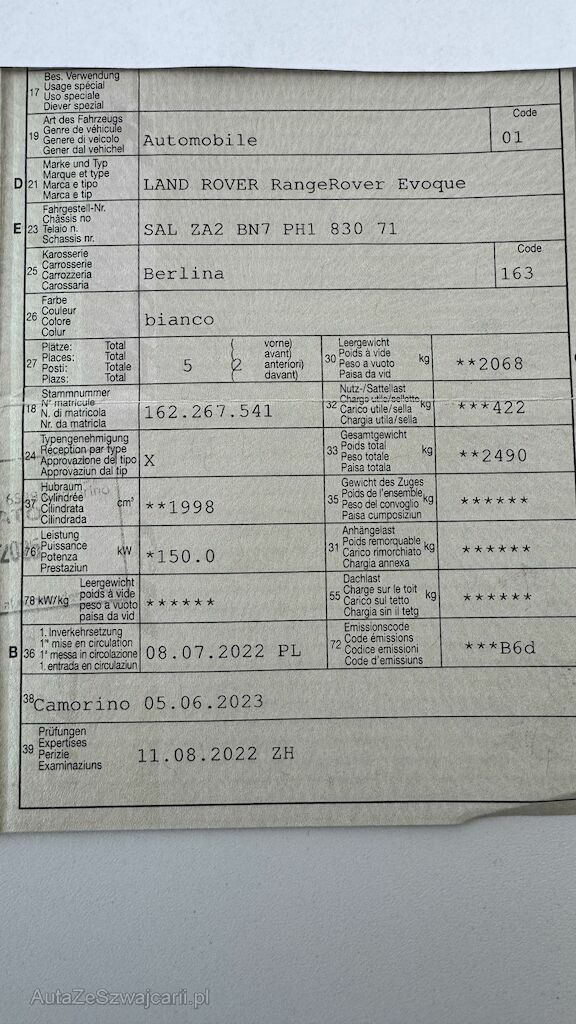 17 Bes. Verwendung
Usage spécial
Uso speciale
Diever spezial
19 Art des Fahrzeugs
Genre de véhicule
Genere di veicolo
Gener dal vehichel
Automobile
Code
01
D 21 Marke und Typ
Marque et type
Marca e tipo
Marca e tip
LAND ROVER RangeRover Evoque
E 23 Fahrgestell-Nr.
Châssis no
Telaio n.
Schassis nr.
SAL ZA2 BN7 PH1 830 71
25 Karosserie
Carrosserie
Carrozzeria
Carossaria
Berlina
Code
163
26 Farbe
Couleur
Colore
Colur
bianco
27 Plätze: Total
Places: Total
Posti: Totale
Plazs: Total
5 (2 vorne)
avant)
anteriori)
davant)
30 Leergewicht
Poids à vide
Peso a vuoto
Paisa da vid
kg
**2068
18 Stammnummer
N° matricule
N. di matricola
Nr. da matricla
162.267.541
32 Nutz-/Sattellast
Charge utile/sellette
Carico utile/sella
Chargia utila/sella
kg
***422
24 Typengenehmigung
Réception par type
Approvazione del tipo
Approvaziun dal tip
X
33 Gesamtgewicht
Poids total
Peso totale
Paisa totala
kg
**2490
37 Hubraum
Cylindrée
Cilindrata
Cilindrada
cm³
**1998
35 Gewicht des Zuges
Poids de l'ensemble
Peso del convoglio
Paisa cumposiziun
kg
******
76 Leistung
Puissance
Potenza
Prestaziun
kW
*150.0
31 Anhängelast
Poids remorquable
Carico rimorchiato
Chargia annexa
kg
******
78 kW/kg Leergewicht
poids à vide
peso a vuoto
paisa da vid
******
55 Dachlast
Charge sur le toit
Carico sul tetto
Chargia sin il tetg
kg
******
B 36 1. Inverkehrsetzung
1re mise en circulation
1a messa in circolazione
1. entrada en circulaziun
08.07.2022 PL
72 Emissionscode
Code émissions
Codice emissioni
Code d'emissiuns
***B6d
38 Camorino 05.06.2023
39 Prüfungen
Expertises
Perizie
Examinaziuns
11.08.2022 ZH
AutaZeSzwajcarii.pl